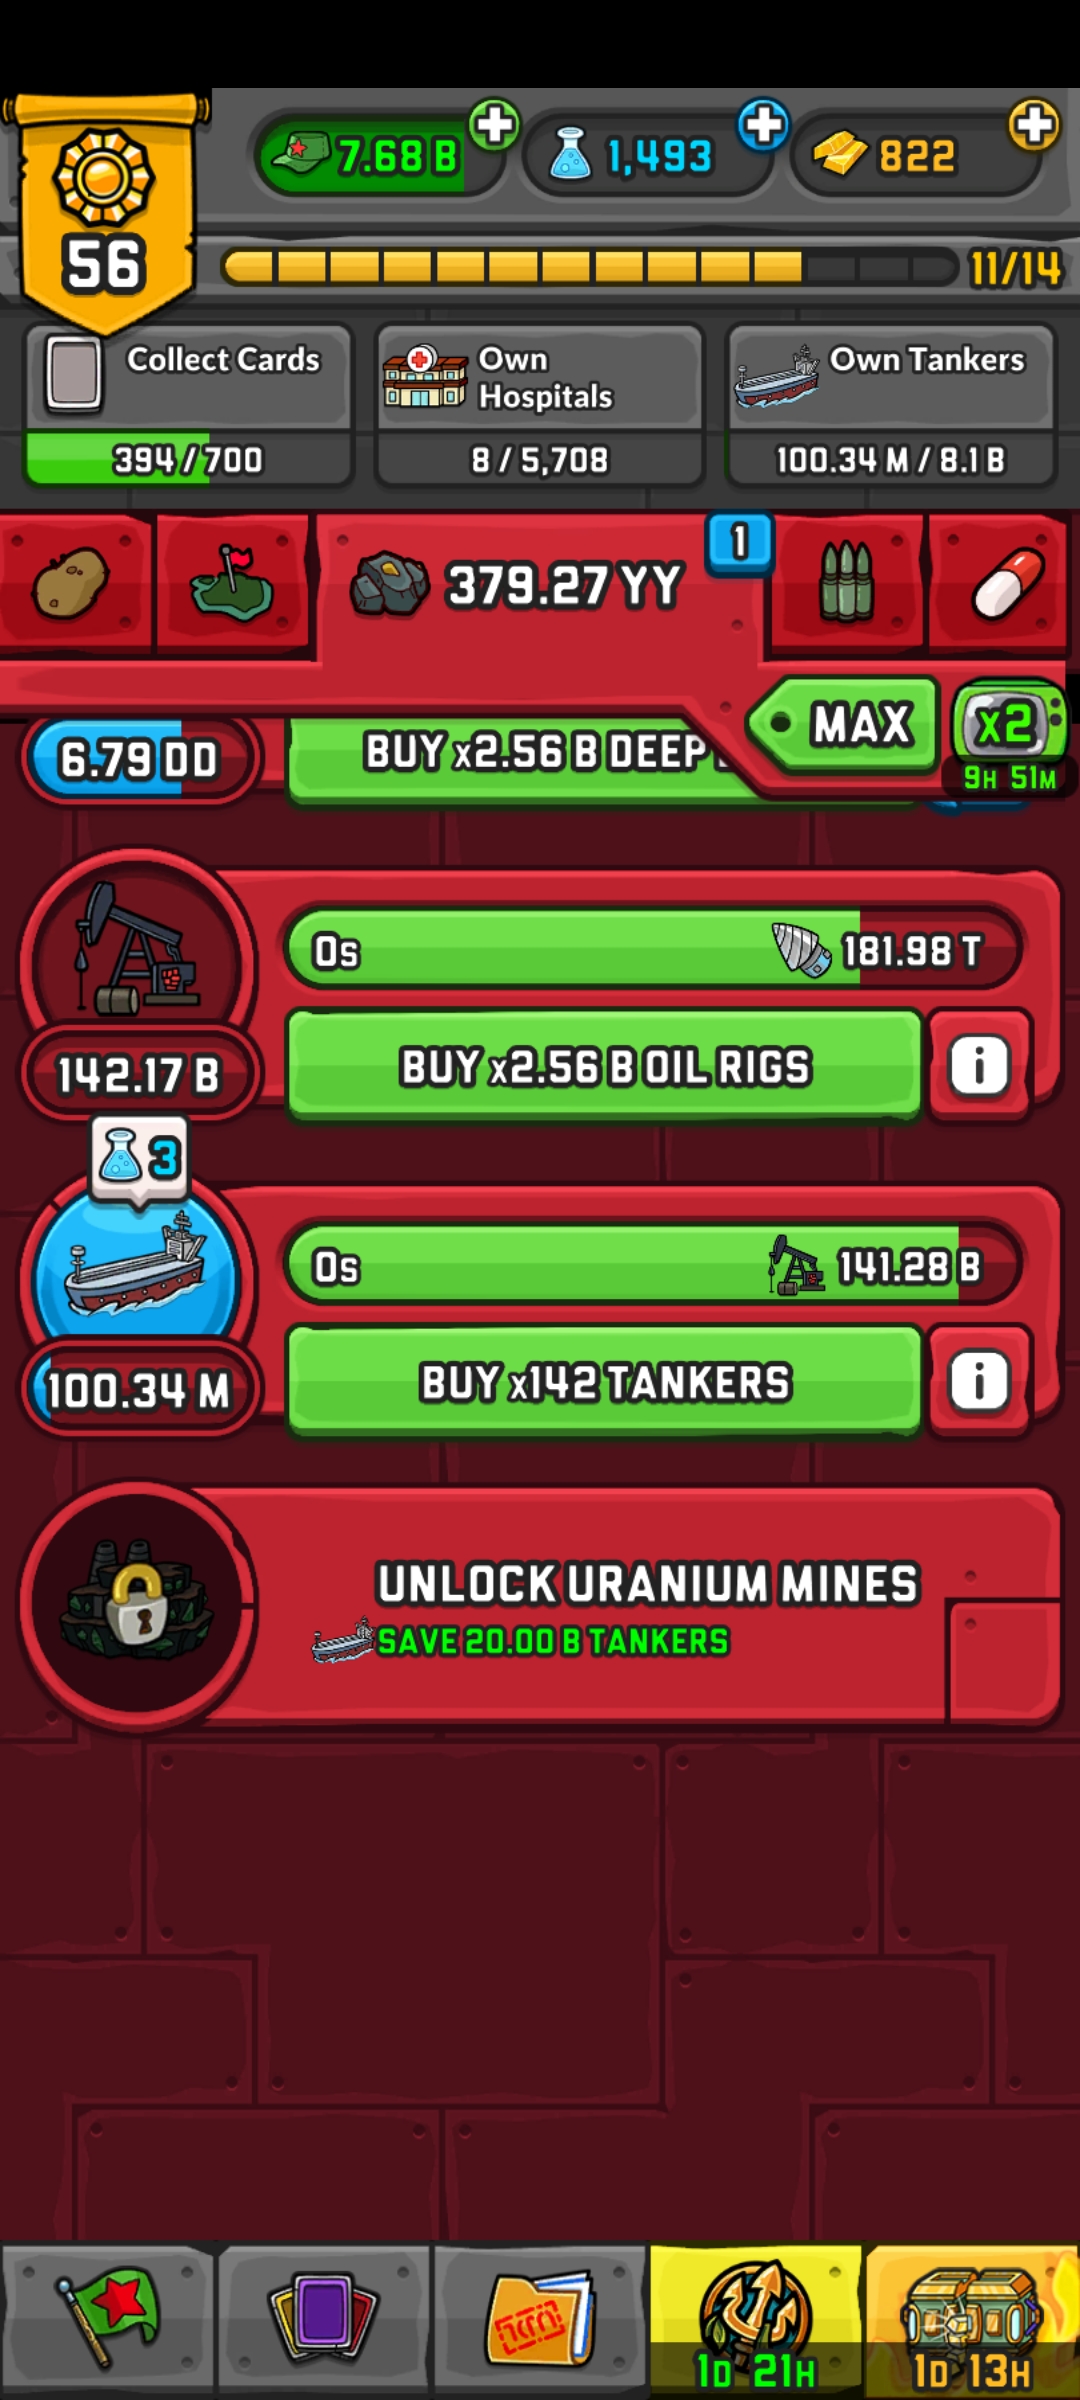 7.68 B
1,493
822
56
11/14
Collect Cards
394 / 700
Own
Hospitals
8 / 5,708
Own Tankers
100.34 M / 8.1 B
379.27 YY
1
MAX
x2
9H 51M
6.79 DD
BUY x2.56 B DEEP
0s
181.98 T
142.17 B
BUY x2.56 B OIL RIGS
i
3
0s
141.28 B
100.34 M
BUY x142 TANKERS
i
UNLOCK URANIUM MINES
SAVE 20.00 B TANKERS
1D 21H
1D 13H